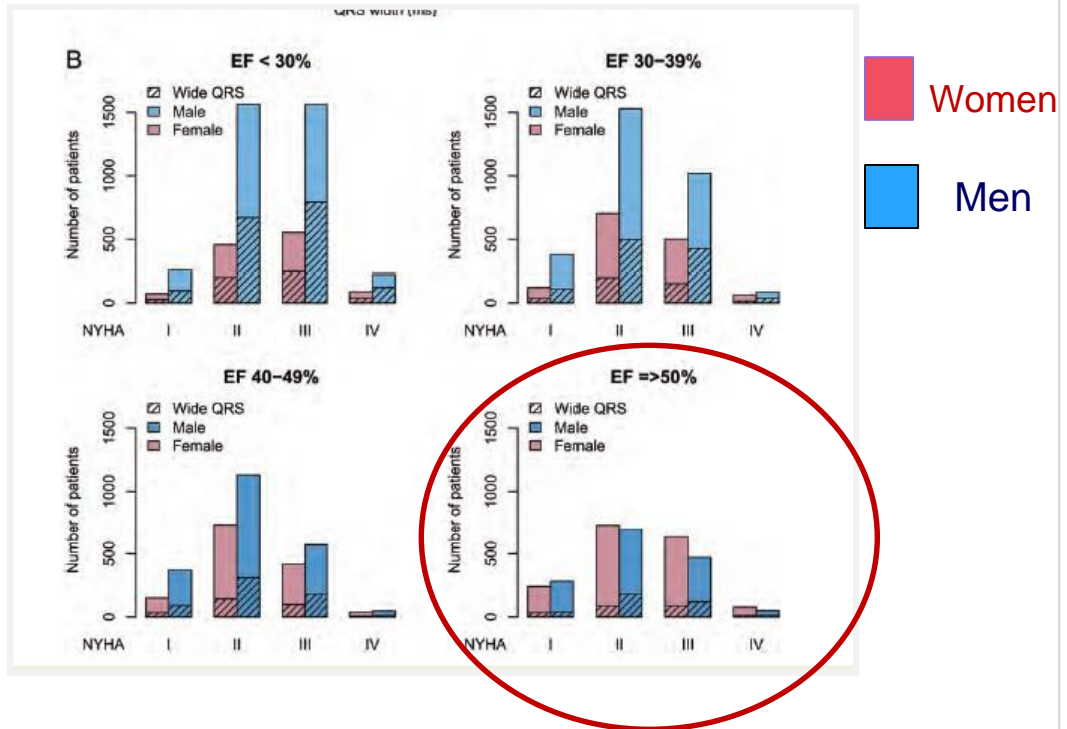 QRS width (ms)
B
EF < 30%
Wide QRS
Male
Female
Number of patients
1500
1000
500
0
NYHA I II III IV
EF 30−39%
Wide QRS
Male
Female
Number of patients
1500
1000
500
0
NYHA I II III IV
Women
Men
EF 40−49%
Wide QRS
Male
Female
Number of patients
1500
1000
500
0
NYHA I II III IV
EF =>50%
Wide QRS
Male
Female
Number of patients
1500
1000
500
0
NYHA I II III IV